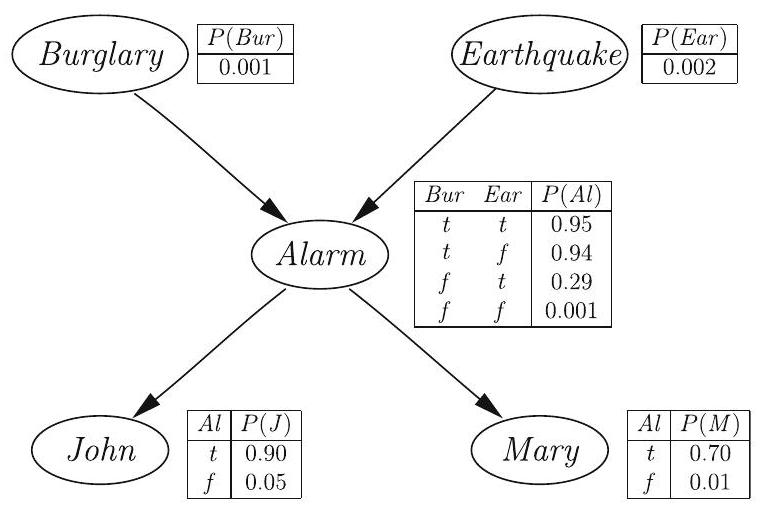 Burglary
P(Bur)
0.001
Earthquake
P(Ear)
0.002
Bur Ear P(Al)
t t 0.95
t f 0.94
f t 0.29
f f 0.001
Alarm
John
Al P(J)
t 0.90
f 0.05
Mary
Al P(M)
t 0.70
f 0.01